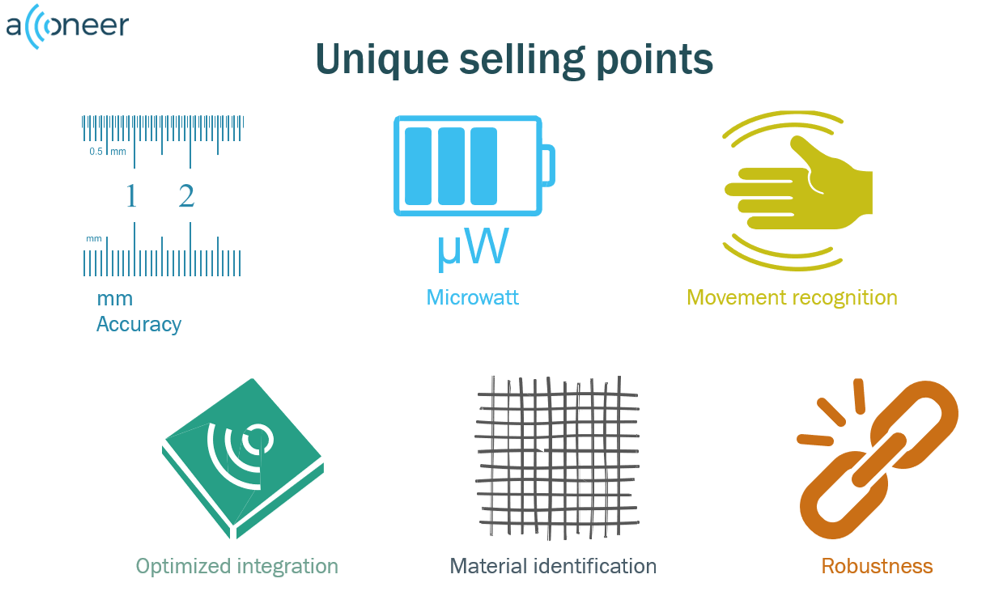 acconeer
Unique selling points
0.5 mm
1 2
mm
mm
Accuracy
µW
Microwatt
Movement recognition
Optimized integration
Material identification
Robustness